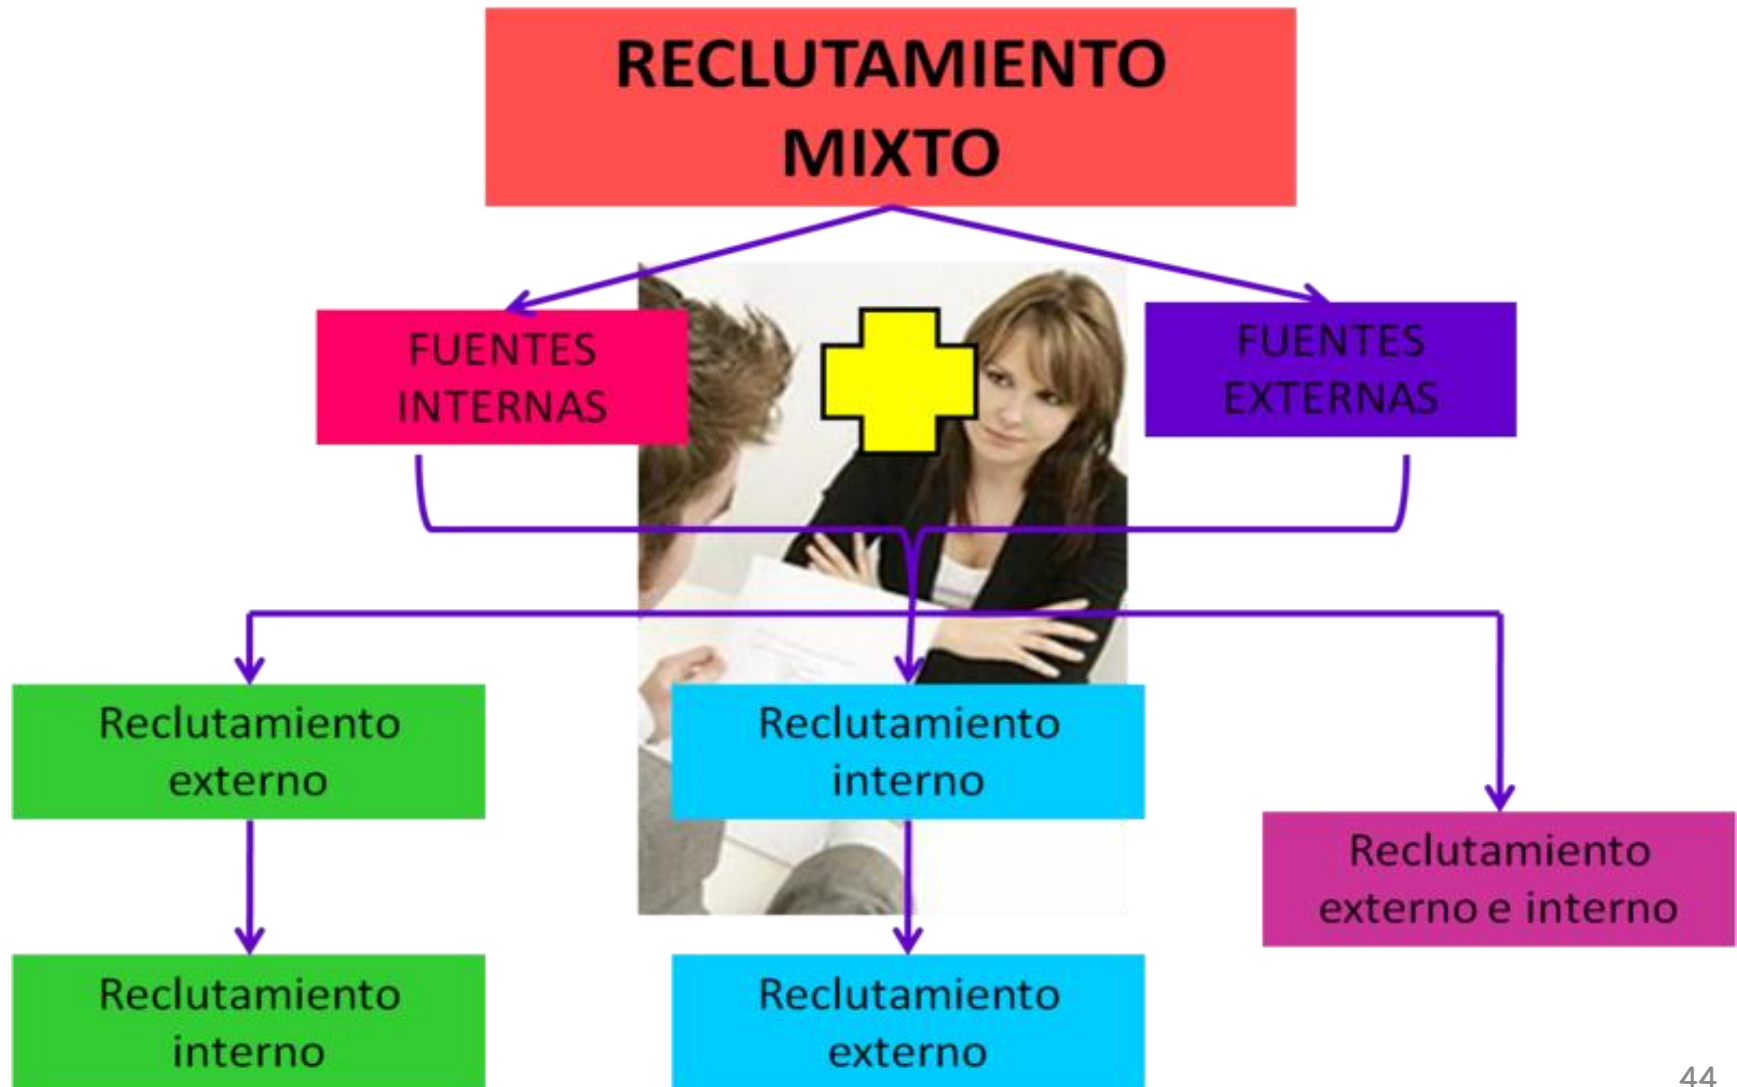 RECLUTAMIENTO
MIXTO
FUENTES
INTERNAS
FUENTES
EXTERNAS
Reclutamiento
externo
Reclutamiento
interno
Reclutamiento
externo e interno
Reclutamiento
interno
Reclutamiento
externo
44